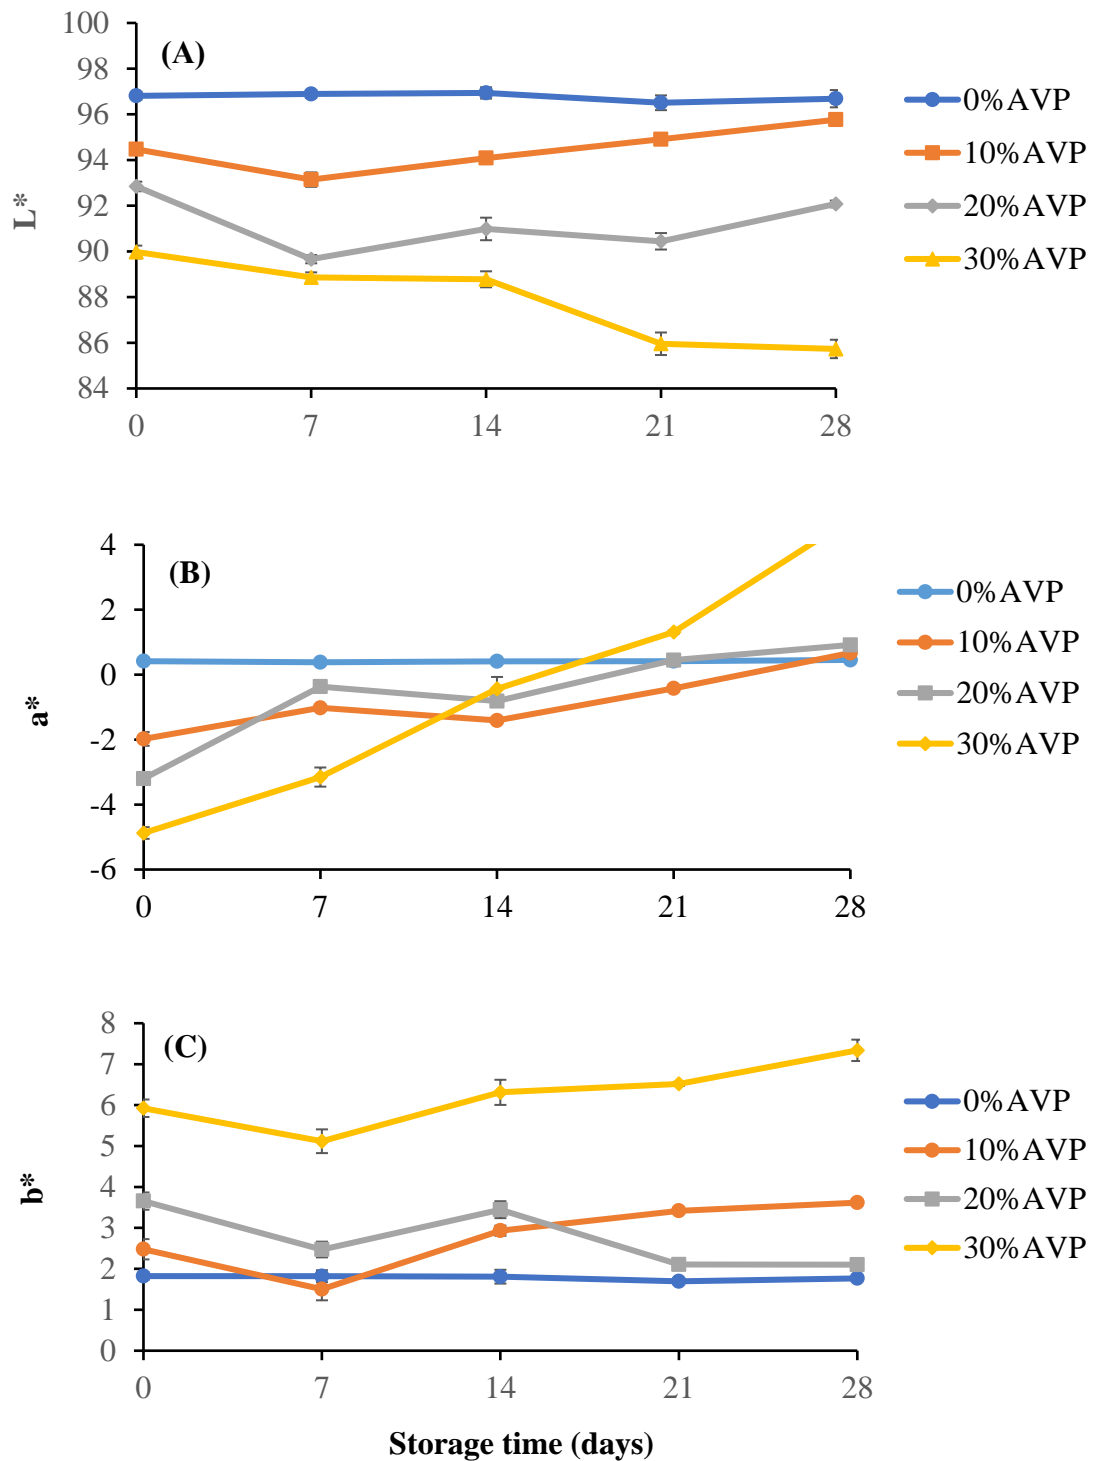 100
98
96
94
92
90
88
86
84
L*
(A)
0 7 14 21 28
0%AVP
10%AVP
20%AVP
30%AVP
4
2
0
-2
-4
-6
a*
(B)
0 7 14 21 28
0%AVP
10%AVP
20%AVP
30%AVP
8
7
6
5
4
3
2
1
0
b*
(C)
0 7 14 21 28
Storage time (days)
0%AVP
10%AVP
20%AVP
30%AVP